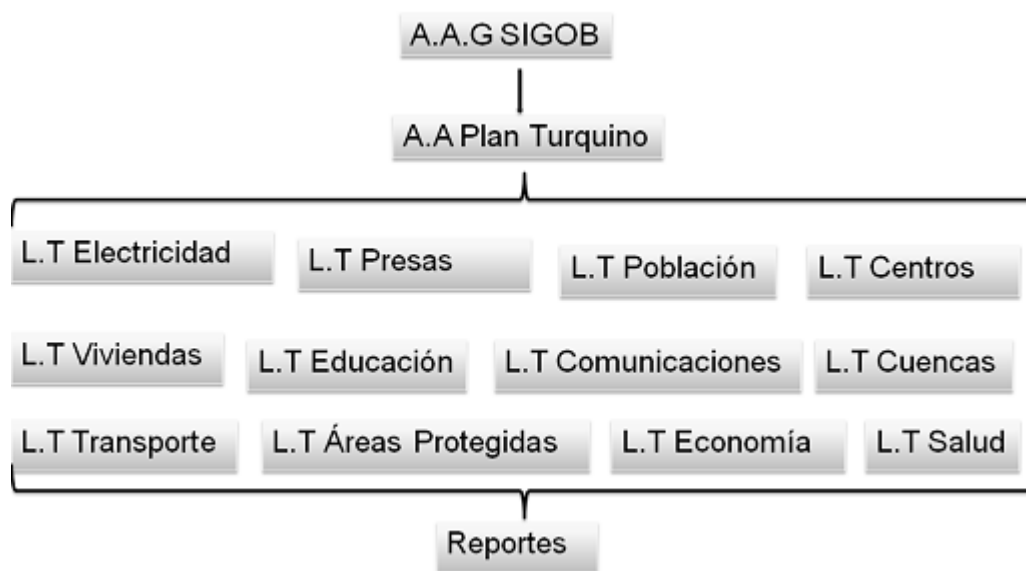 A.A.G SIGOB
A.A Plan Turquino
L.T Electricidad
L.T Presas
L.T Población
L.T Centros
L.T Viviendas
L.T Educación
L.T Comunicaciones
L.T Cuencas
L.T Transporte
L.T Áreas Protegidas
L.T Economía
L.T Salud
Reportes